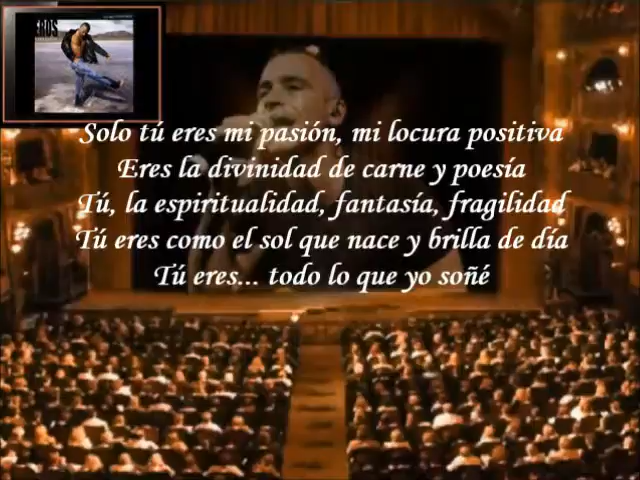 EROS
Solo tú eres mi pasión, mi locura positiva
Eres la divinidad de carne y poesía
Tú, la espiritualidad, fantasía, fragilidad
Tú eres como el sol que nace y brilla de día
Tú eres... todo lo que yo soñé